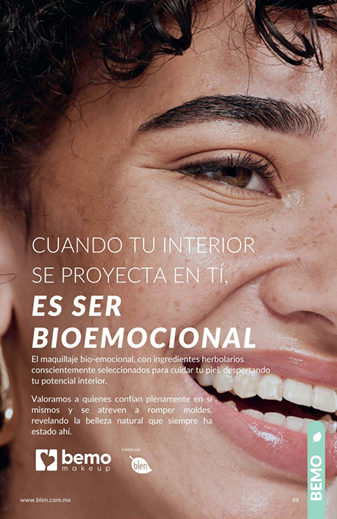 CUANDO TU INTERIOR
SE PROYECTA EN TÍ,
ES SER
BIOEMOCIONAL
El maquillaje bio-emocional, con ingredientes herbolarios
conscientemente seleccionados para cuidar tu piel, despertando
tu potencial interior.
Valoramos a quienes confían plenamente en sí
mismos y se atreven a romper moldes,
revelando la belleza natural que siempre ha
estado ahí.
bemo
makeup
Creado por:
blen
www.blen.com.mx
99
BEMO